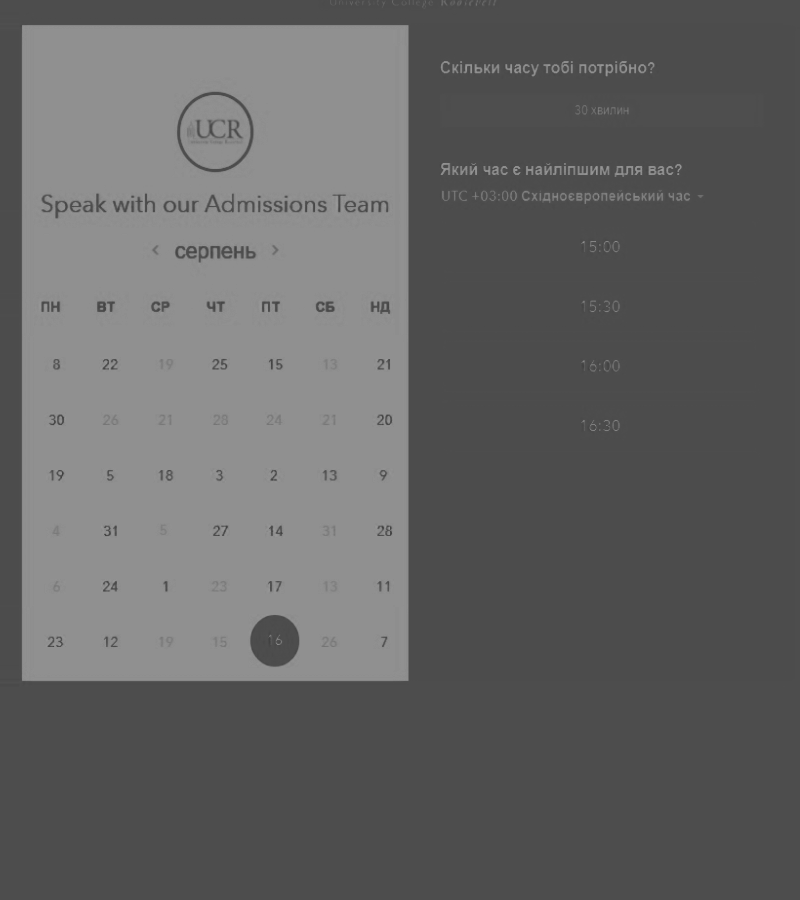 University College Roosevelt
UCR
Speak with our Admissions Team
< серпень >
ПН ВТ СР ЧТ ПТ СБ НД
8 22 19 25 15 13 21
30 26 21 28 24 21 20
19 5 18 3 2 13 9
4 31 5 27 14 31 28
6 24 1 23 17 13 11
23 12 19 15 16 26 7
Скільки часу тобі потрібно?
30 хвилин
Який час є найліпшим для вас?
UTC +03:00 Східноєвропейський час
15:00
15:30
16:00
16:30